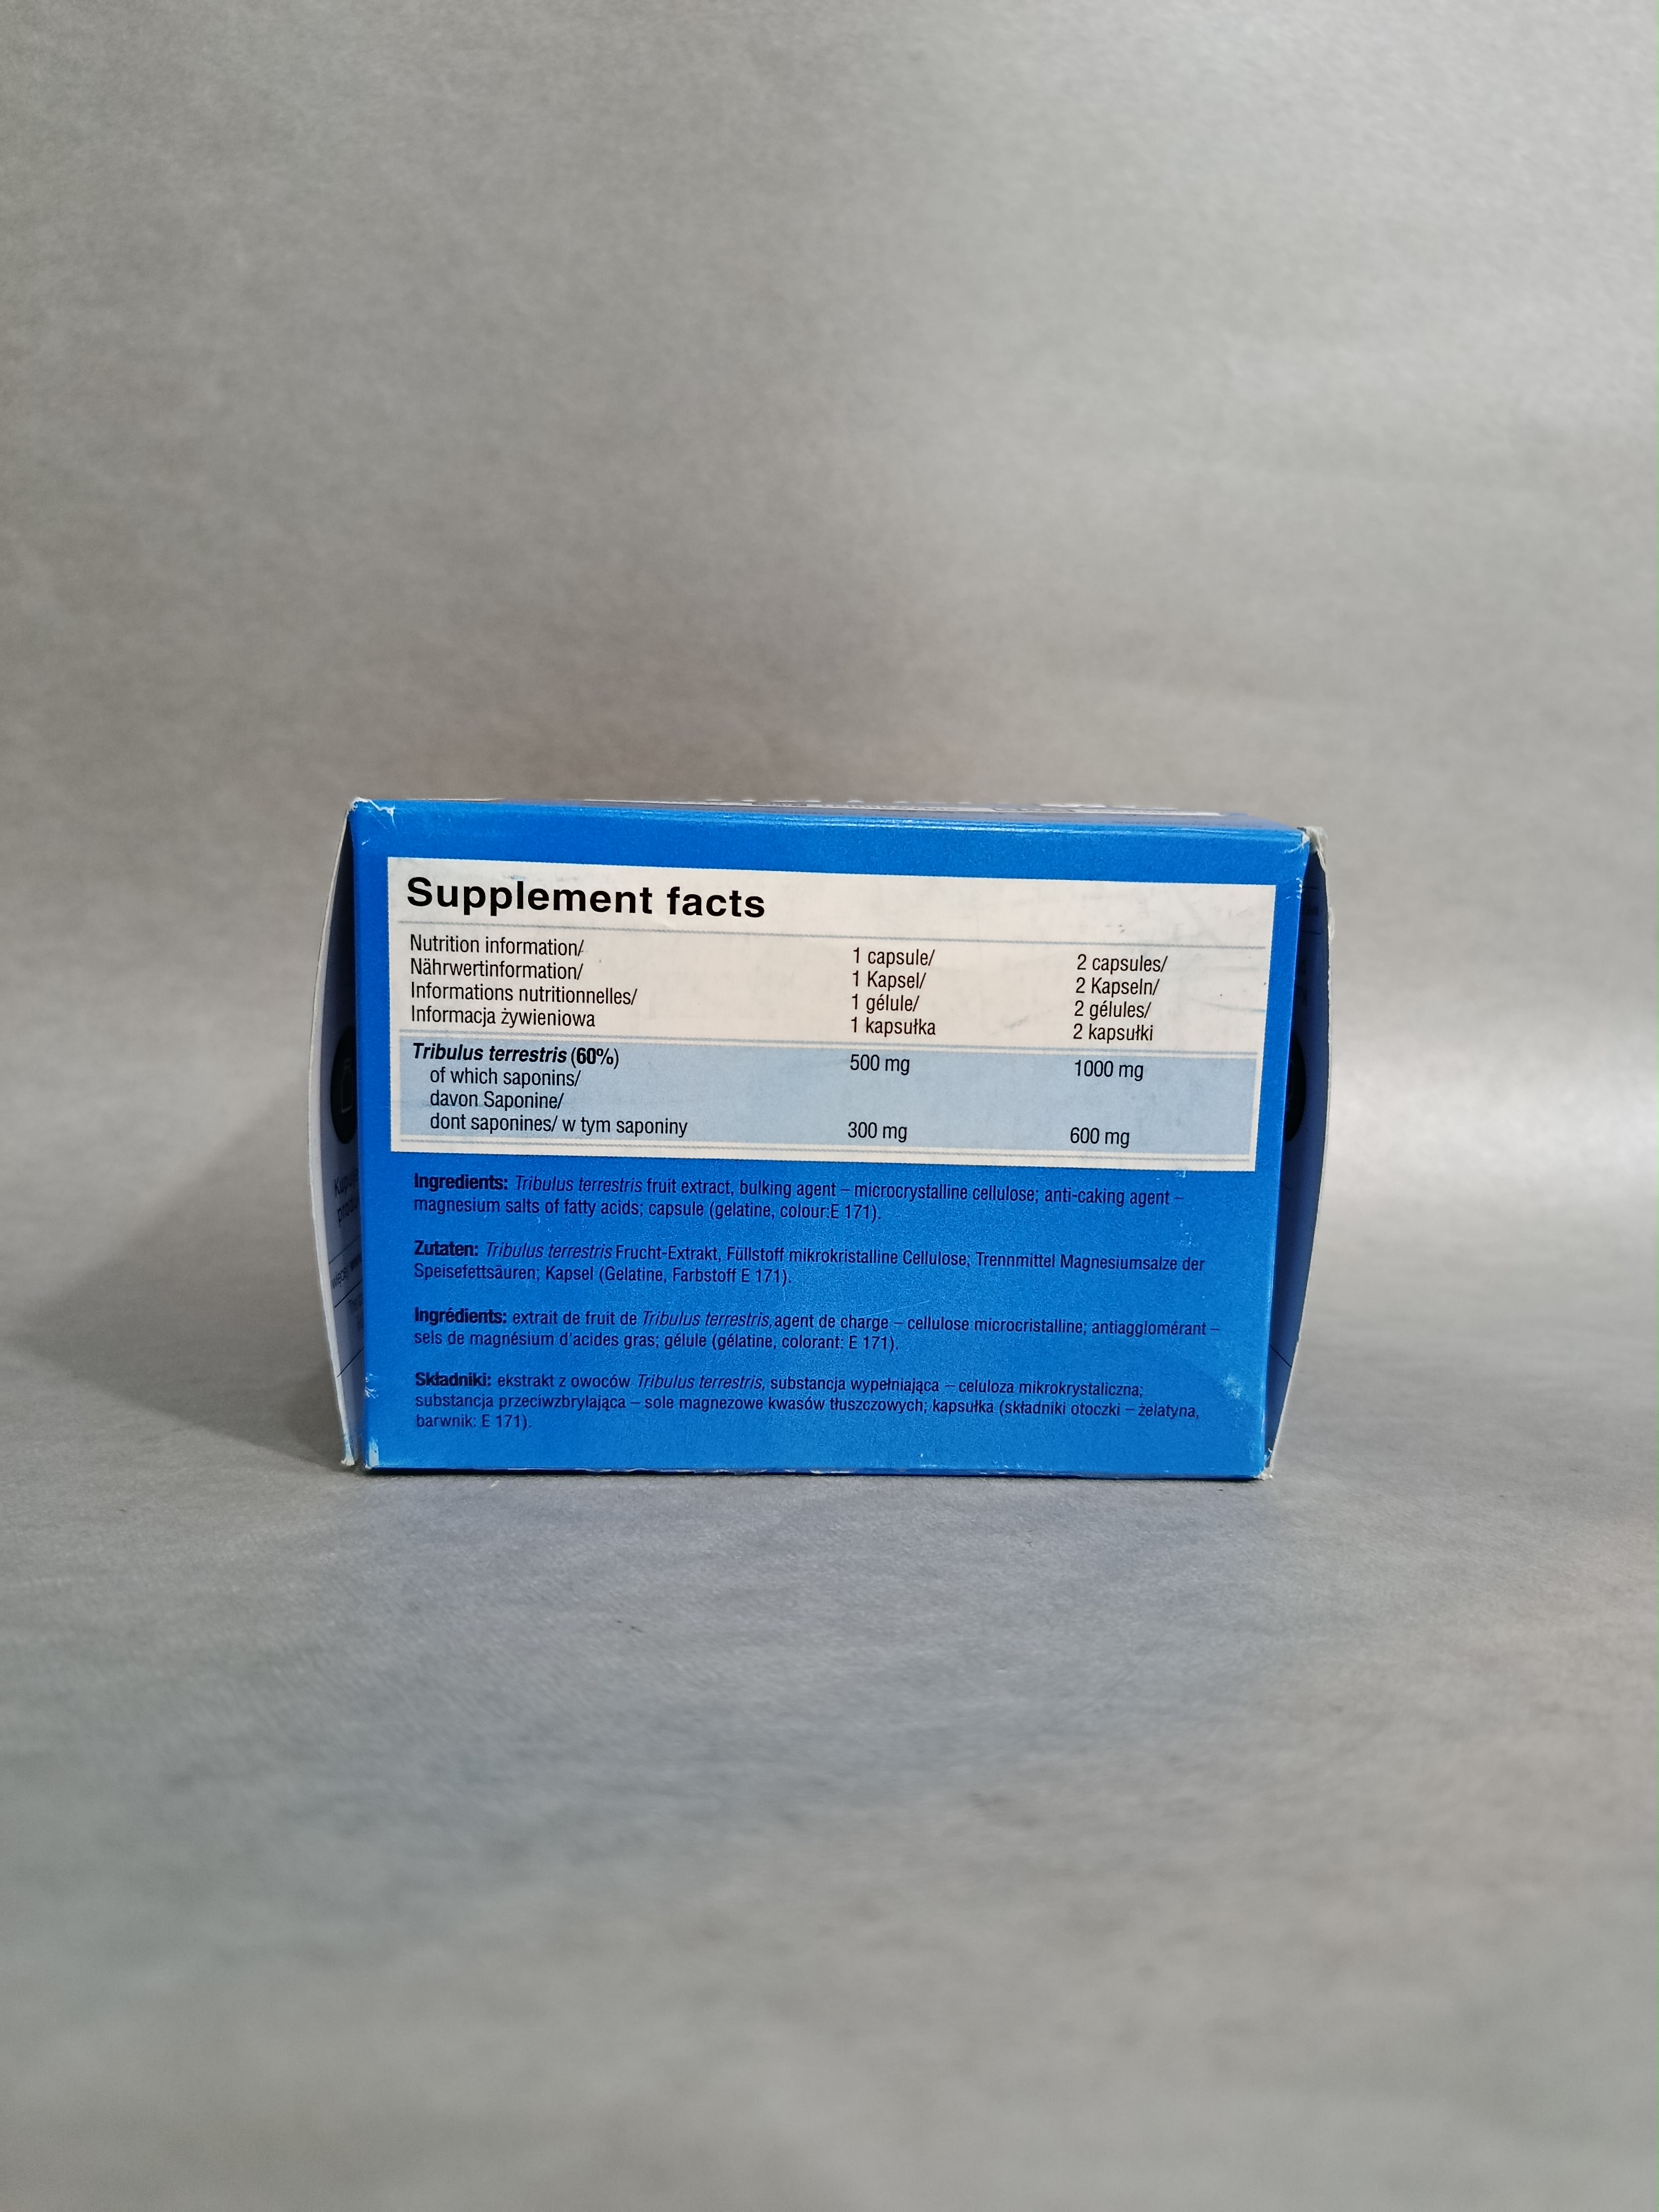 Supplement facts
Nutrition information/
Nährwertinformation/
Informations nutritionnelles/
Informacja żywieniowa
1 capsule/
1 Kapsel/
1 gélule/
1 kapsułka
2 capsules/
2 Kapseln/
2 gélules/
2 kapsułki
Tribulus terrestris (60%) 500 mg 1000 mg
of which saponins/
davon Saponine/
dont saponines/ w tym saponiny 300 mg 600 mg
Ingredients: Tribulus terrestris fruit extract, bulking agent – microcrystalline cellulose; anti-caking agent –
magnesium salts of fatty acids; capsule (gelatine, colour:E 171).
Zutaten: Tribulus terrestris Frucht-Extrakt, Füllstoff mikrokristalline Cellulose; Trennmittel Magnesiumsalze der
Speisefettsäuren; Kapsel (Gelatine, Farbstoff E 171).
Ingrédients: extrait de fruit de Tribulus terrestris, agent de charge – cellulose microcristalline; antiagglomérant –
sels de magnésium d'acides gras; gélule (gélatine, colorant: E 171).
Składniki: ekstrakt z owoców Tribulus terrestris, substancja wypełniająca – celuloza mikrokrystaliczna;
substancja przeciwzbrylająca – sole magnezowe kwasów tłuszczowych; kapsułka (składniki otoczki – żelatyna,
barwnik: E 171).